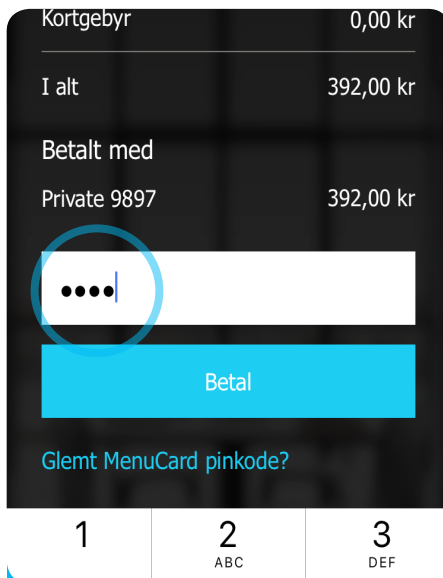 Kortgebyr 0,00 kr
I alt 392,00 kr
Betalt med
Private 9897 392,00 kr
••••
Betal
Glemt MenuCard pinkode?
1 2 3
ABC DEF